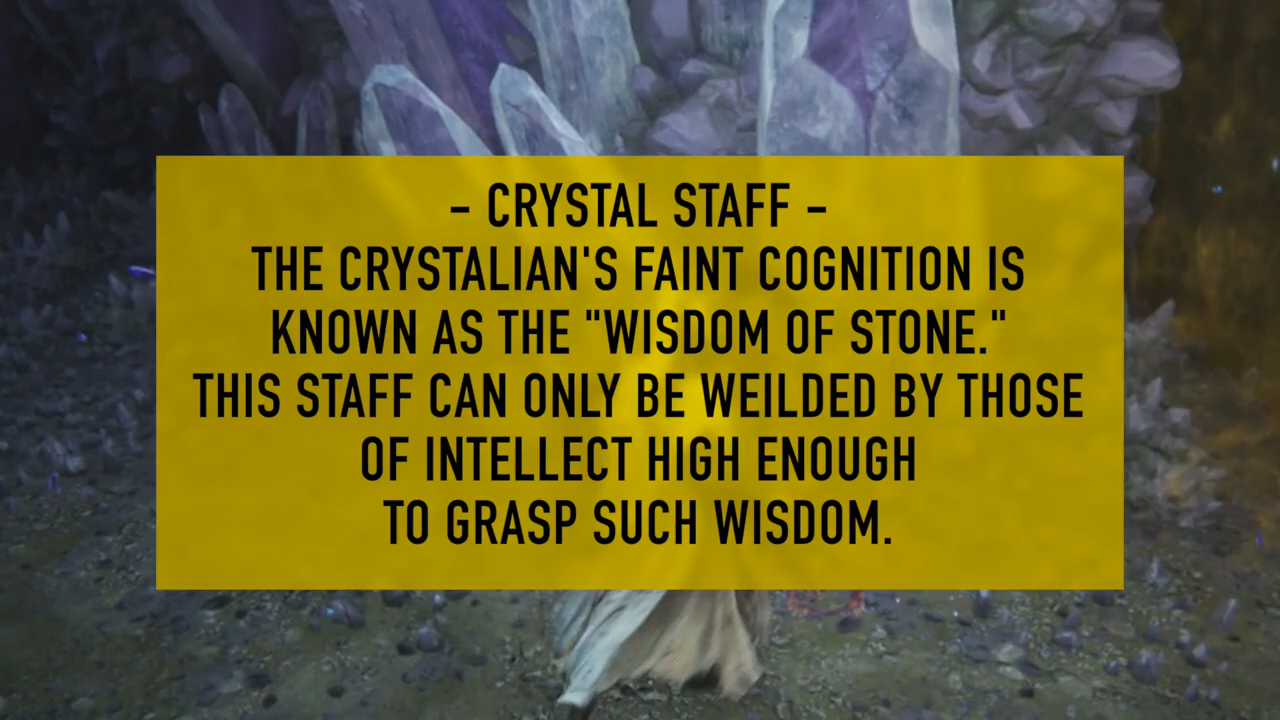 - CRYSTAL STAFF -
THE CRYSTALIAN'S FAINT COGNITION IS
KNOWN AS THE "WISDOM OF STONE."
THIS STAFF CAN ONLY BE WEILDED BY THOSE
OF INTELLECT HIGH ENOUGH
TO GRASP SUCH WISDOM.